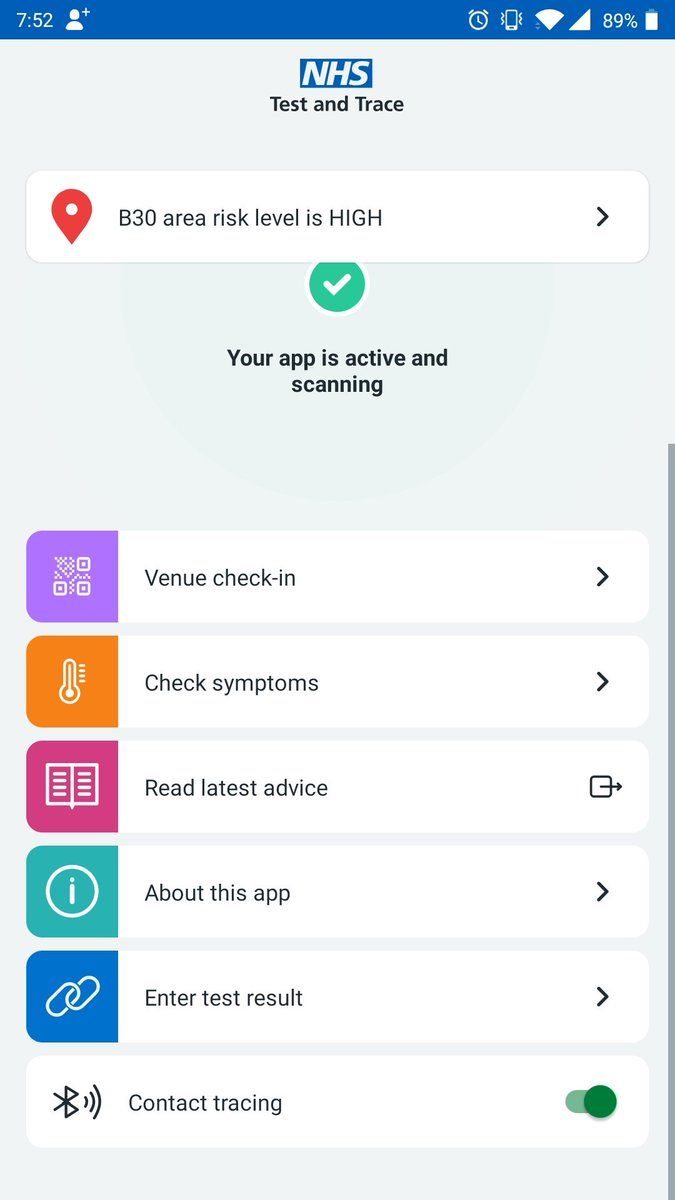 7:52
89%
NHS
Test and Trace
B30 area risk level is HIGH
Your app is active and
scanning
Venue check-in
Check symptoms
Read latest advice
About this app
Enter test result
Contact tracing